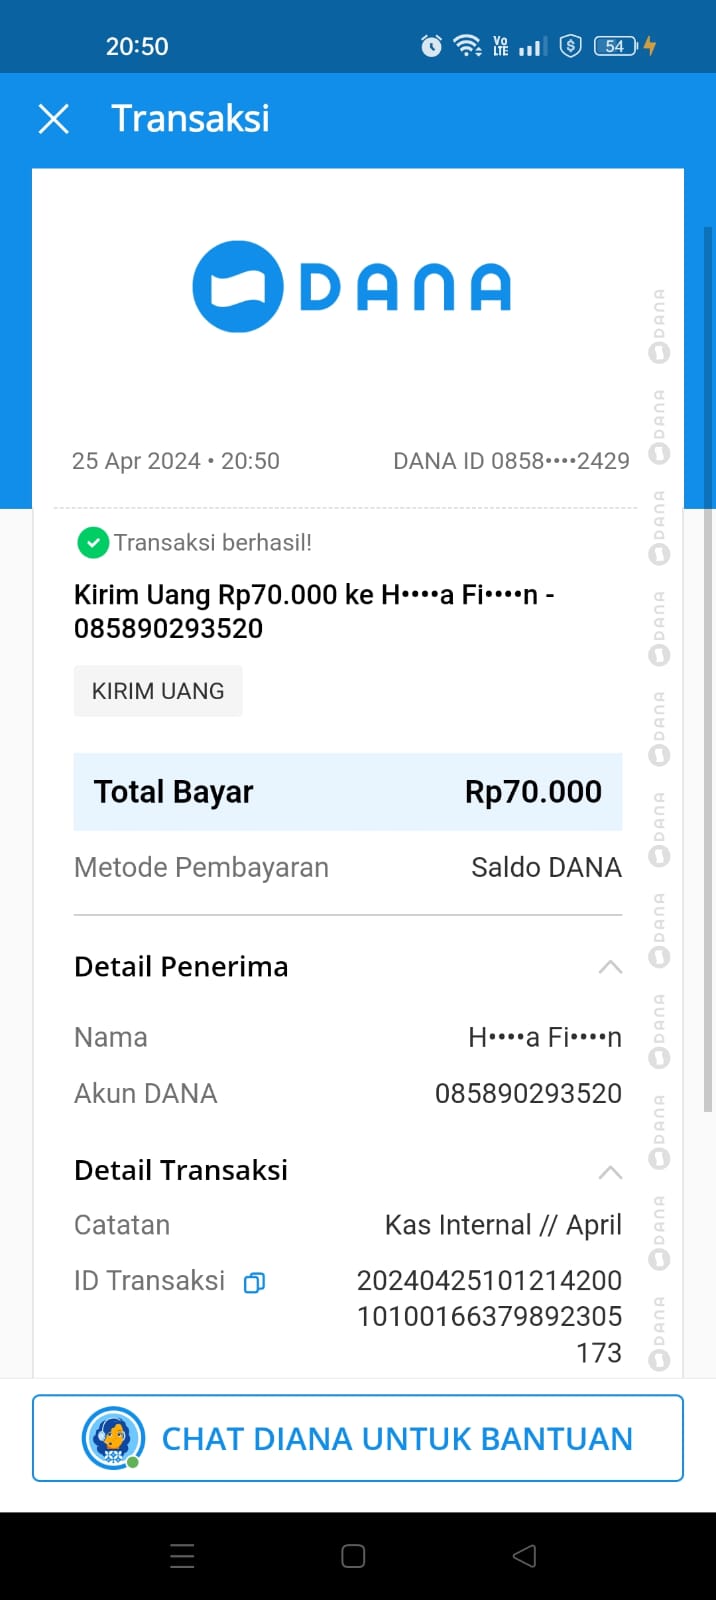 20:50
Vo
LTE
54
Transaksi
DANA
25 Apr 2024 • 20:50
DANA ID 0858••••2429
Transaksi berhasil!
Kirim Uang Rp70.000 ke H••••a Fi••••n -
085890293520
KIRIM UANG
Total Bayar Rp70.000
Metode Pembayaran Saldo DANA
Detail Penerima
Nama H••••a Fi••••n
Akun DANA 085890293520
Detail Transaksi
Catatan Kas Internal // April
ID Transaksi 20240425101214200
10100166379892305
173
DANA
DANA
DANA
DANA
DANA
DANA
DANA
DANA
DANA
DANA
DANA
CHAT DIANA UNTUK BANTUAN